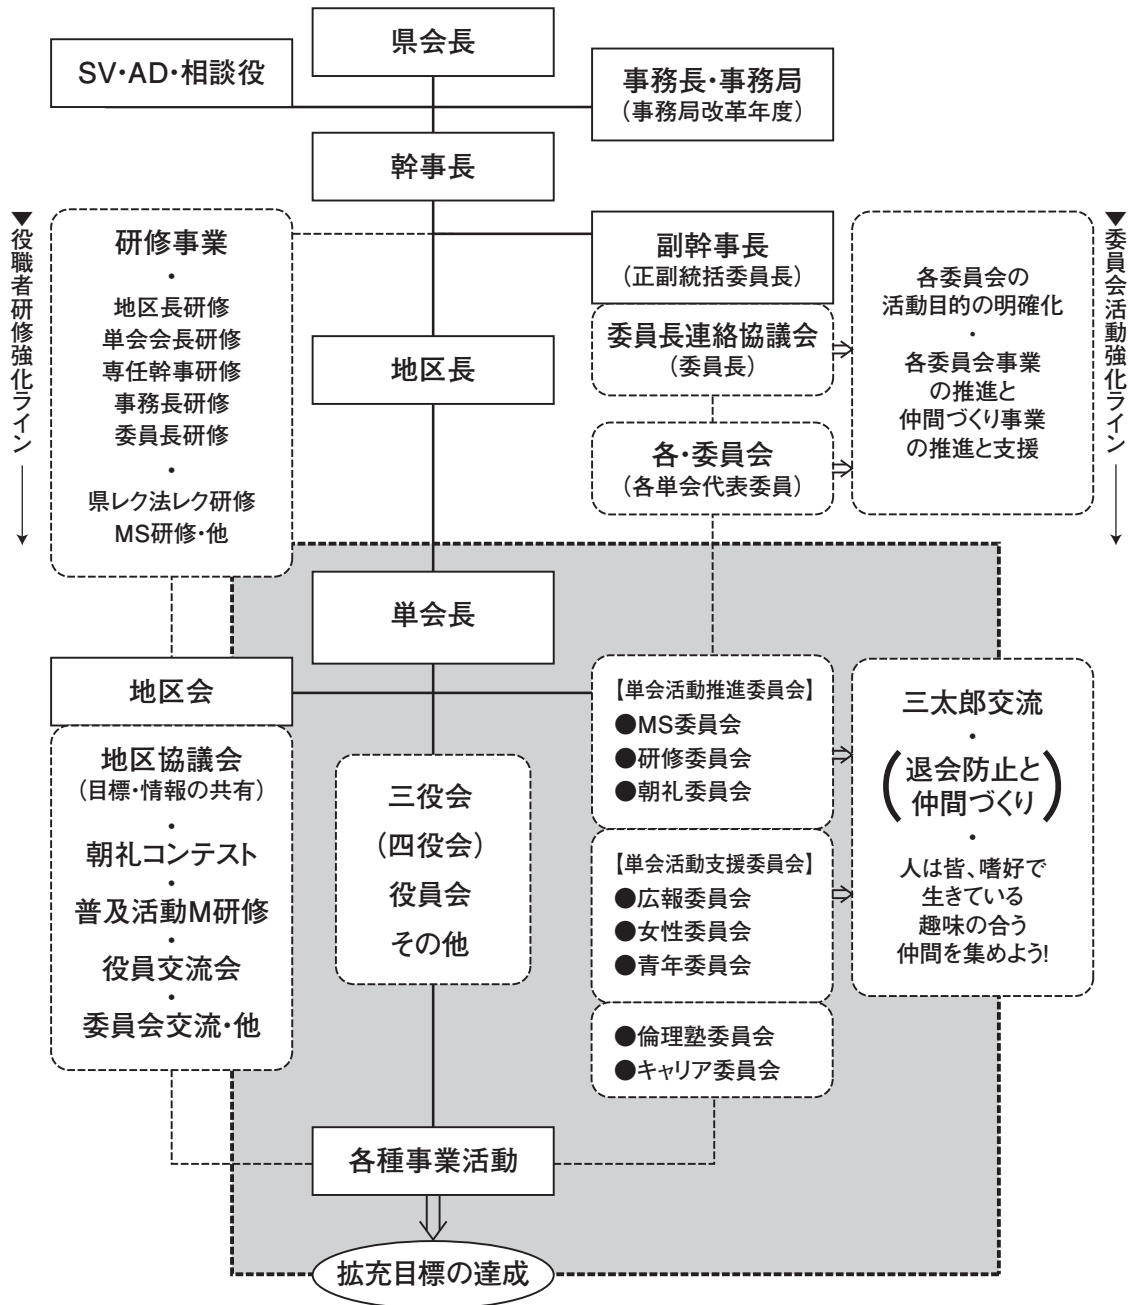 県会長
SV・AD・相談役
事務長・事務局
（事務局改革年度）
幹事長
▼役職者研修強化ライン
研修事業
・
地区長研修
単会会長研修
専任幹事研修
事務長研修
委員長研修
・
県レク法レク研修
MS研修・他
副幹事長
（正副統括委員長）
委員長連絡協議会
（委員長）
各・委員会
（各単会代表委員）
各委員会の
活動目的の明確化
・
各委員会事業
の推進と
仲間づくり事業
の推進と支援
▼委員会活動強化ライン
地区長
単会長
地区会
地区協議会
（目標・情報の共有）
・
朝礼コンテスト
・
普及活動M研修
・
役員交流会
・
委員会交流・他
三役会
（四役会）
役員会
その他
【単会活動推進委員会】
●MS委員会
●研修委員会
●朝礼委員会
【単会活動支援委員会】
●広報委員会
●女性委員会
●青年委員会
●倫理塾委員会
●キャリア委員会
三太郎交流
・
（退会防止と
仲間づくり）
・
人は皆、嗜好で
生きている
趣味の合う
仲間を集めよう!
各種事業活動
拡充目標の達成